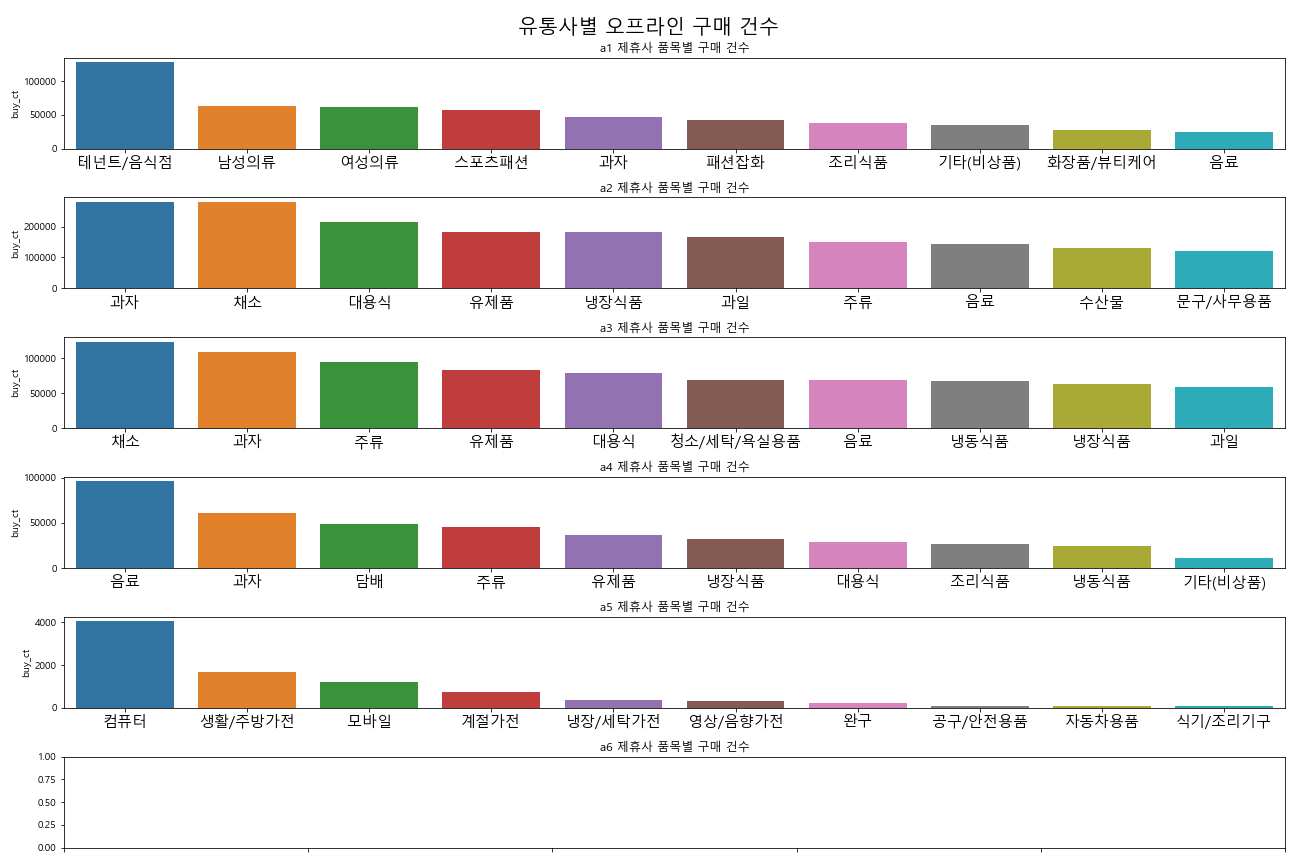 유통사별 오프라인 구매 건수
a1 제휴사 품목별 구매 건수
buy_ct
100000
50000
0
테넌트/음식점 남성의류 여성의류 스포츠패션 과자 패션잡화 조리식품 기타(비상품) 화장품/뷰티케어 음료
a2 제휴사 품목별 구매 건수
buy_ct
200000
100000
0
과자 채소 대용식 유제품 냉장식품 과일 주류 음료 수산물 문구/사무용품
a3 제휴사 품목별 구매 건수
buy_ct
100000
50000
0
채소 과자 주류 유제품 대용식 청소/세탁/욕실용품 음료 냉동식품 냉장식품 과일
a4 제휴사 품목별 구매 건수
buy_ct
100000
50000
0
음료 과자 담배 주류 유제품 냉장식품 대용식 조리식품 냉동식품 기타(비상품)
a5 제휴사 품목별 구매 건수
buy_ct
4000
2000
0
컴퓨터 생활/주방가전 모바일 계절가전 냉장/세탁가전 영상/음향가전 완구 공구/안전용품 자동차용품 식기/조리기구
a6 제휴사 품목별 구매 건수
1.00
0.75
0.50
0.25
0.00